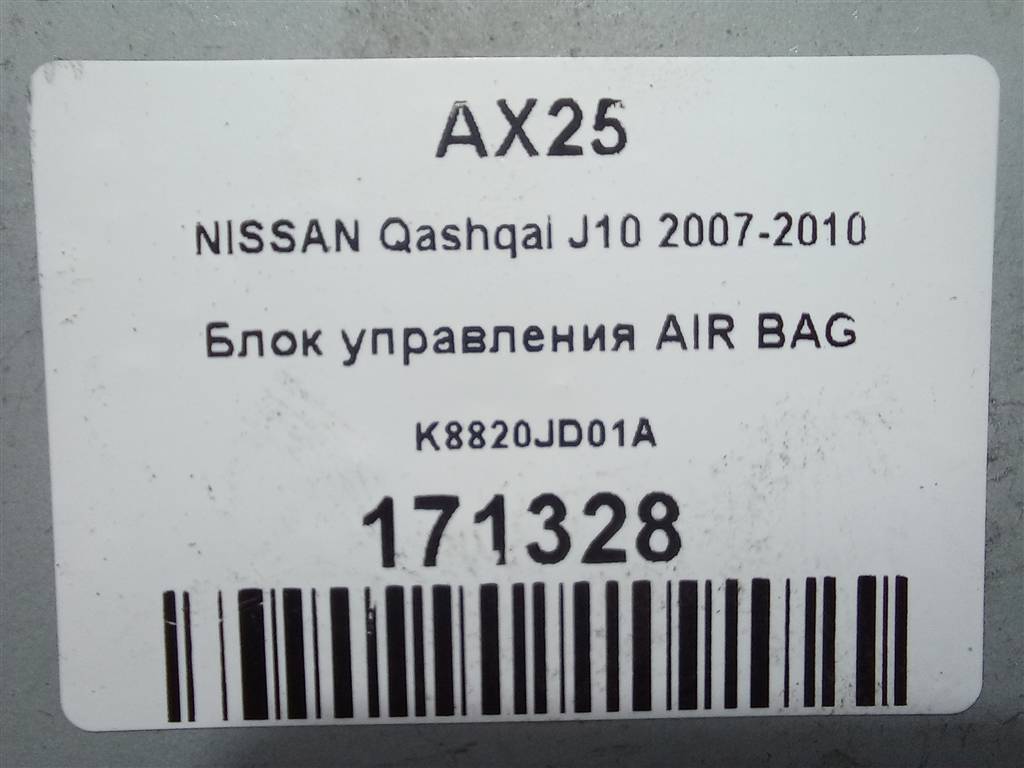 AX25
NISSAN Qashqai J10 2007-2010
Блок управления AIR BAG
K8820JD01A
171328